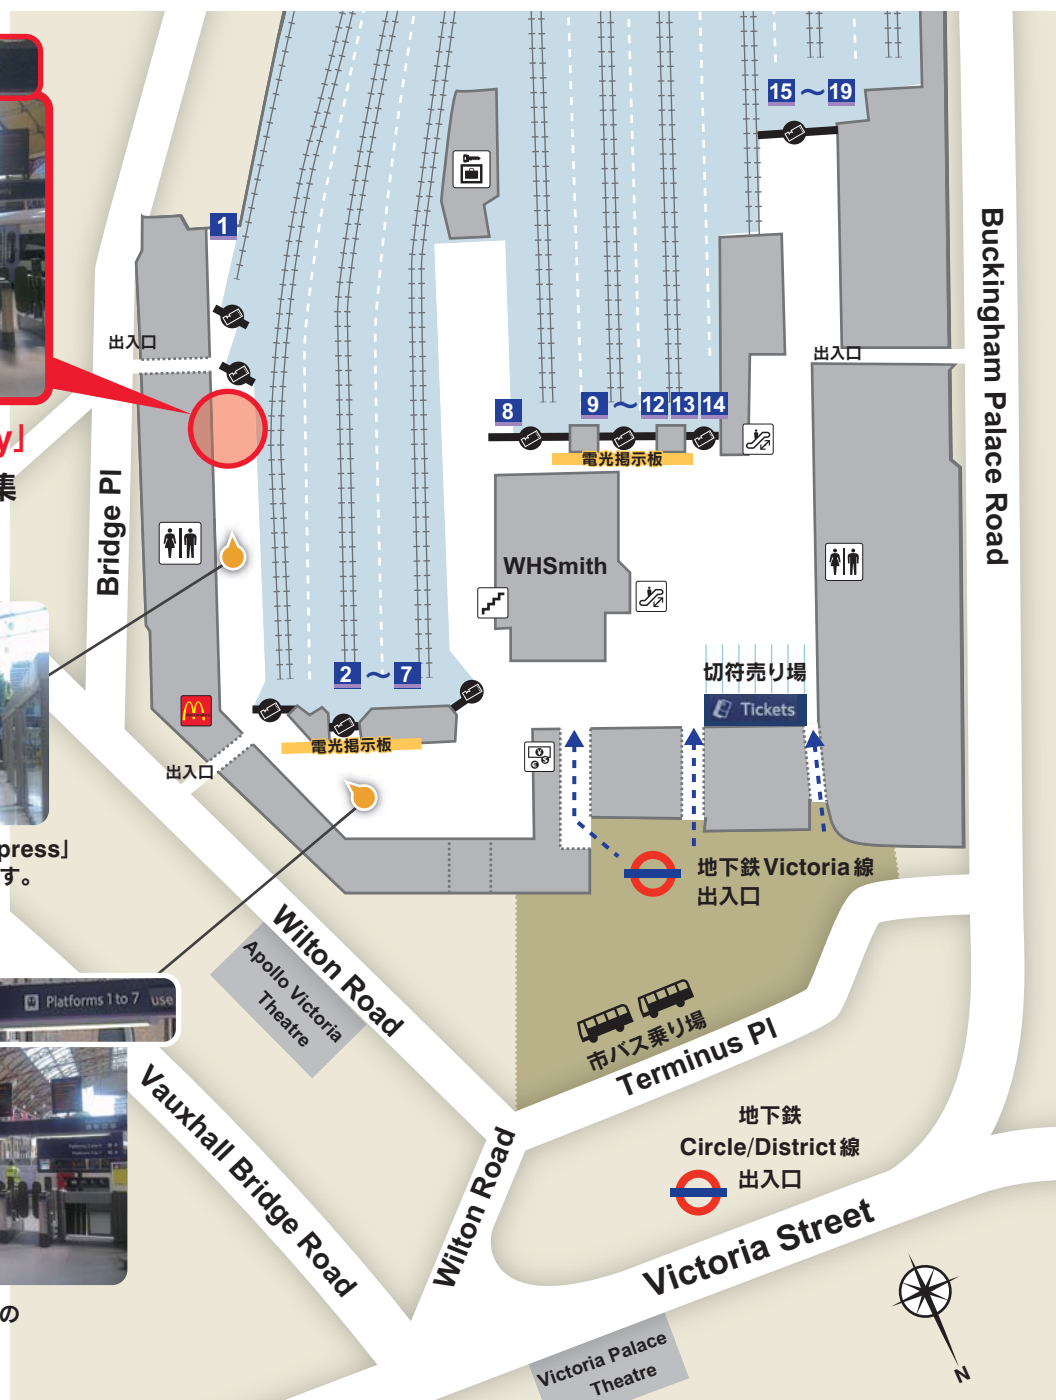 15～19
1
出入口
出入口
Buckingham Palace Road
8
9～12 13 14
電光掲示板
y」
集
Bridge Pl
WHSmith
2～7
切符売り場
Tickets
電光掲示板
出入口
press」
す。
地下鉄Victoria線
出入口
Wilton Road
Apollo Victoria
Theatre
Platforms 1 to 7 use
市バス乗り場
Terminus Pl
Vauxhall Bridge Road
地下鉄
Circle/District線
出入口
Wilton Road
Victoria Street
の
Victoria Palace
Theatre
N